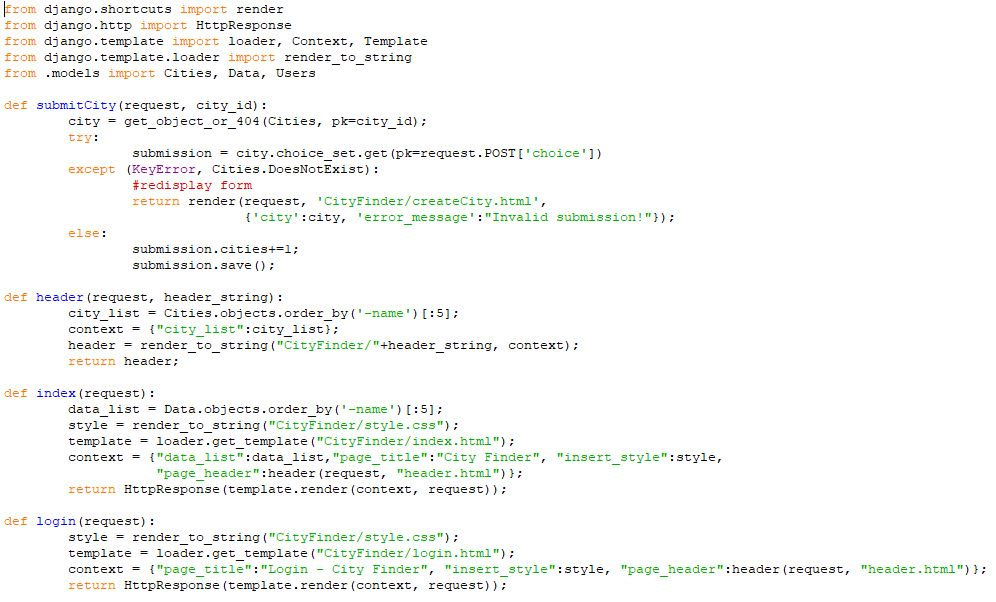 from django.shortcuts import render
from django.http import HttpResponse
from django.template import loader, Context, Template
from django.template.loader import render_to_string
from .models import Cities, Data, Users

def submitCity(request, city_id):
        city = get_object_or_404(Cities, pk=city_id);
        try:
                submission = city.choice_set.get(pk=request.POST['choice'])
        except (KeyError, Cities.DoesNotExist):
                #redisplay form
                return render(request, 'CityFinder/createCity.html',
                              {'city':city, 'error_message':"Invalid submission!"});
        else:
                submission.cities+=1;
                submission.save();

def header(request, header_string):
        city_list = Cities.objects.order_by('-name')[:5];
        context = {"city_list":city_list};
        header = render_to_string("CityFinder/"+header_string, context);
        return header;

def index(request):
        data_list = Data.objects.order_by('-name')[:5];
        style = render_to_string("CityFinder/style.css");
        template = loader.get_template("CityFinder/index.html");
        context = {"data_list":data_list,"page_title":"City Finder", "insert_style":style,
                   "page_header":header(request, "header.html")};
        return HttpResponse(template.render(context, request));

def login(request):
        style = render_to_string("CityFinder/style.css");
        template = loader.get_template("CityFinder/login.html");
        context = {"page_title":"Login - City Finder", "insert_style":style, "page_header":header(request, "header.html")};
        return HttpResponse(template.render(context, request));